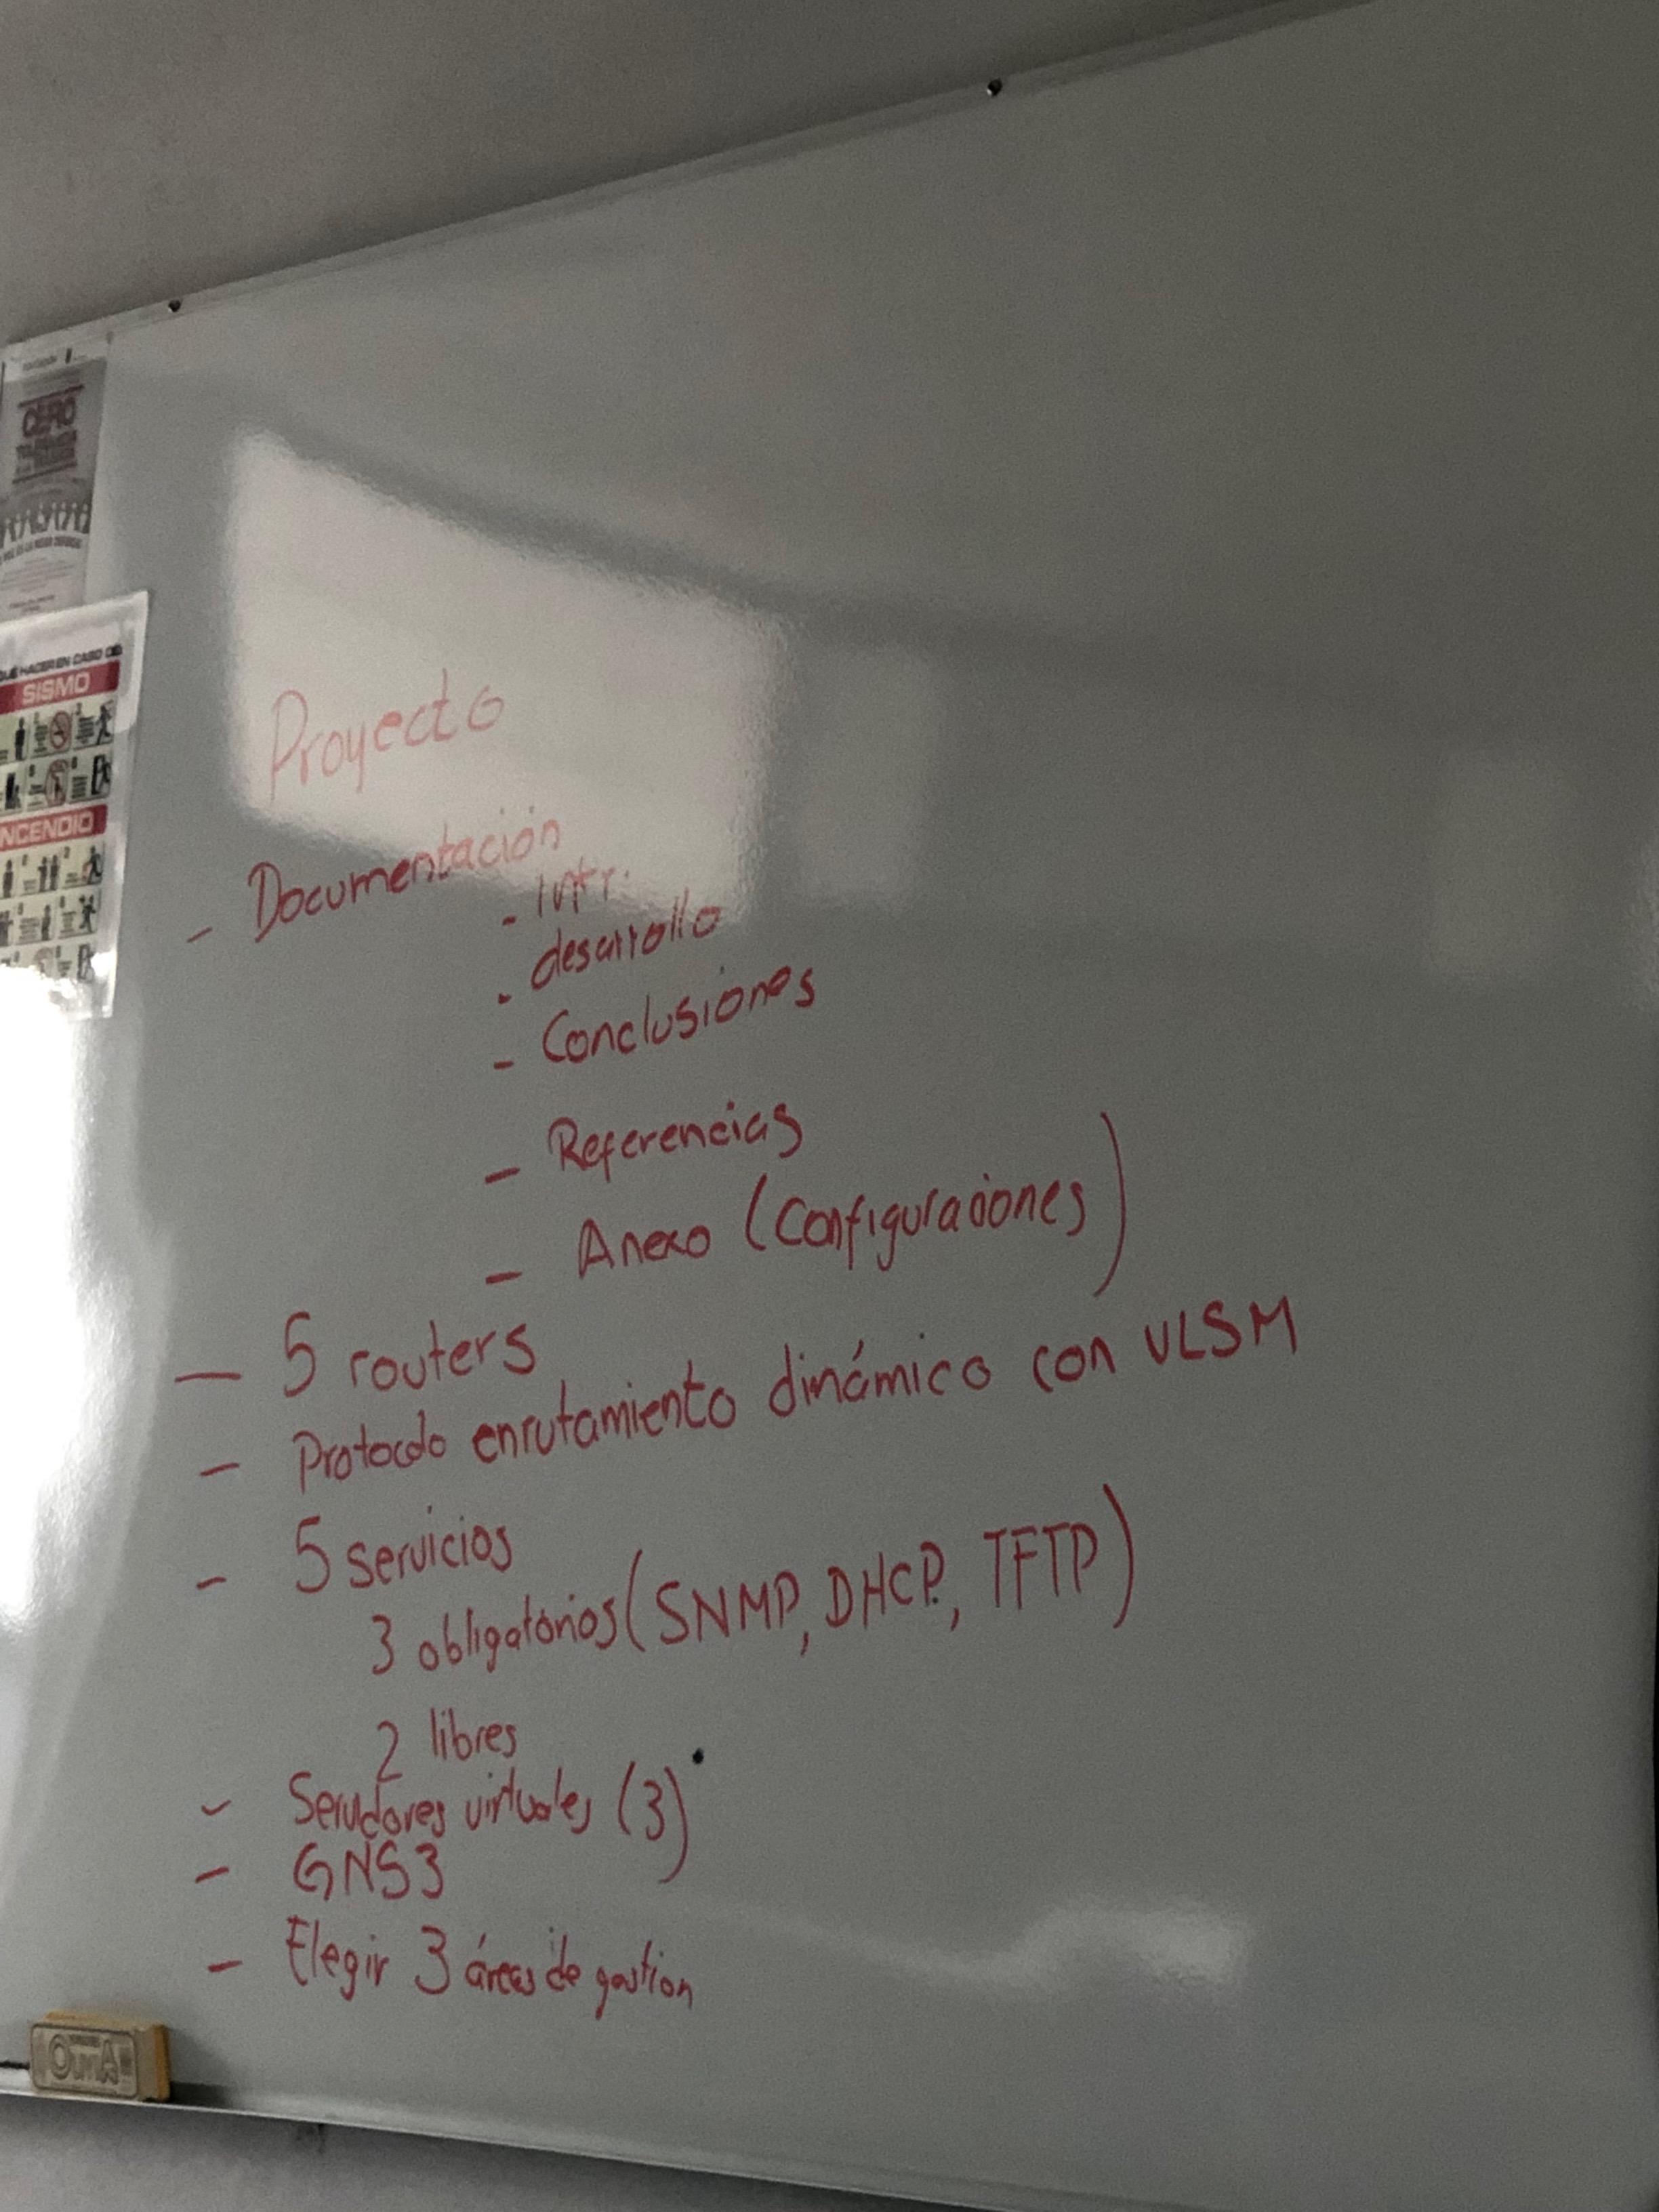 CERO
QUÉ HACER EN CASO DE:
SISMO
INCENDIO
Proyecto
- Documentación
- Intr.
- desarrollo
- Conclusiones
- Referencias
- Anexo (Configuraciones)
- 5 routers
- Protocolo enrutamiento dinámico con VLSM
- 5 servicios
3 obligatorios (SNMP, DHCP, TFTP)
2 libres
- Servidores virtuales (3)
- GNS3
- Elegir 3 áreas de gestion